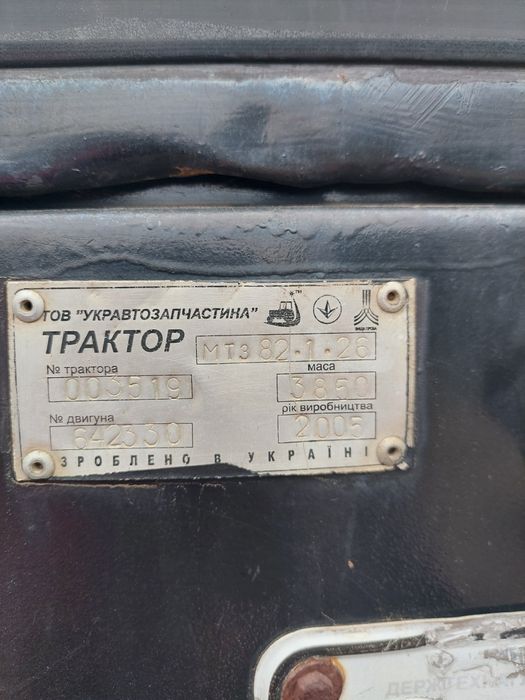 ТОВ "УКРАВТОЗАПЧАСТИНА"
ТРАКТОР МТЗ 82.1.26
№ трактора маса
003519 3850
№ двигуна рік виробництва
642330 2005
ЗРОБЛЕНО В УКРАЇНІ